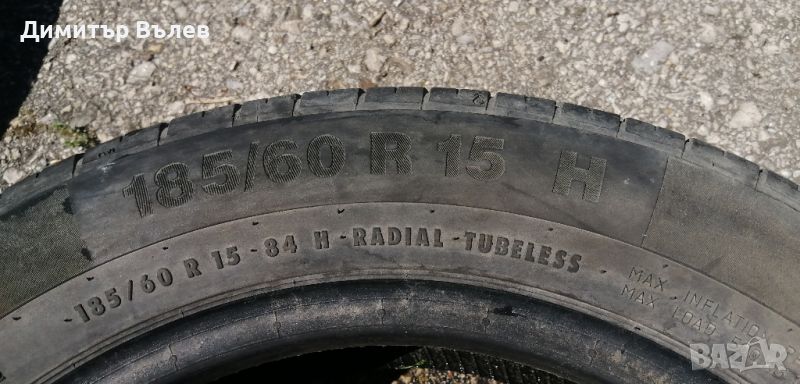 Димитър Вълев
185/60 R 15 H
185/60 R 15 - 84 H - RADIAL - TUBELESS
MAX INFLATION
MAX LOAD
BAZAR